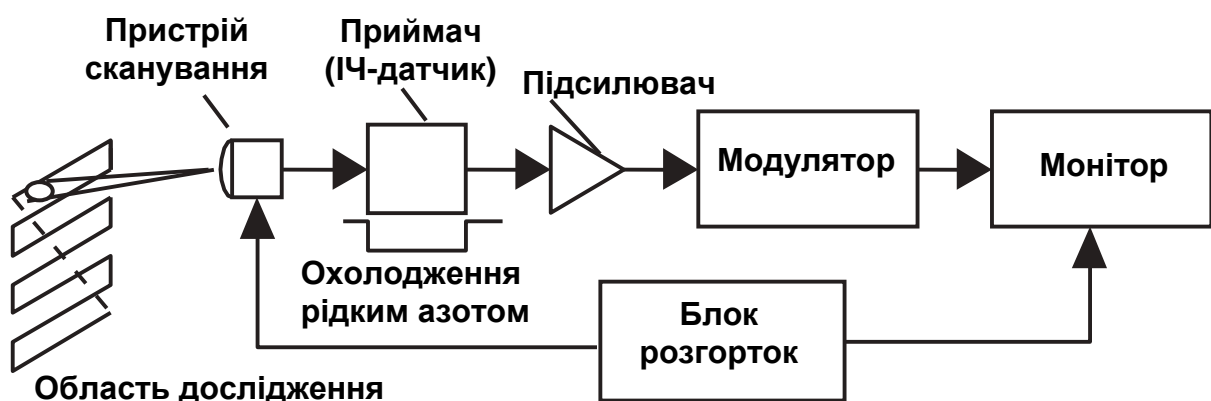 Пристрій
сканування
Приймач
(ІЧ-датчик)
Підсилювач
Модулятор
Монітор
Охолодження
рідким азотом
Блок
розгорток
Область дослідження